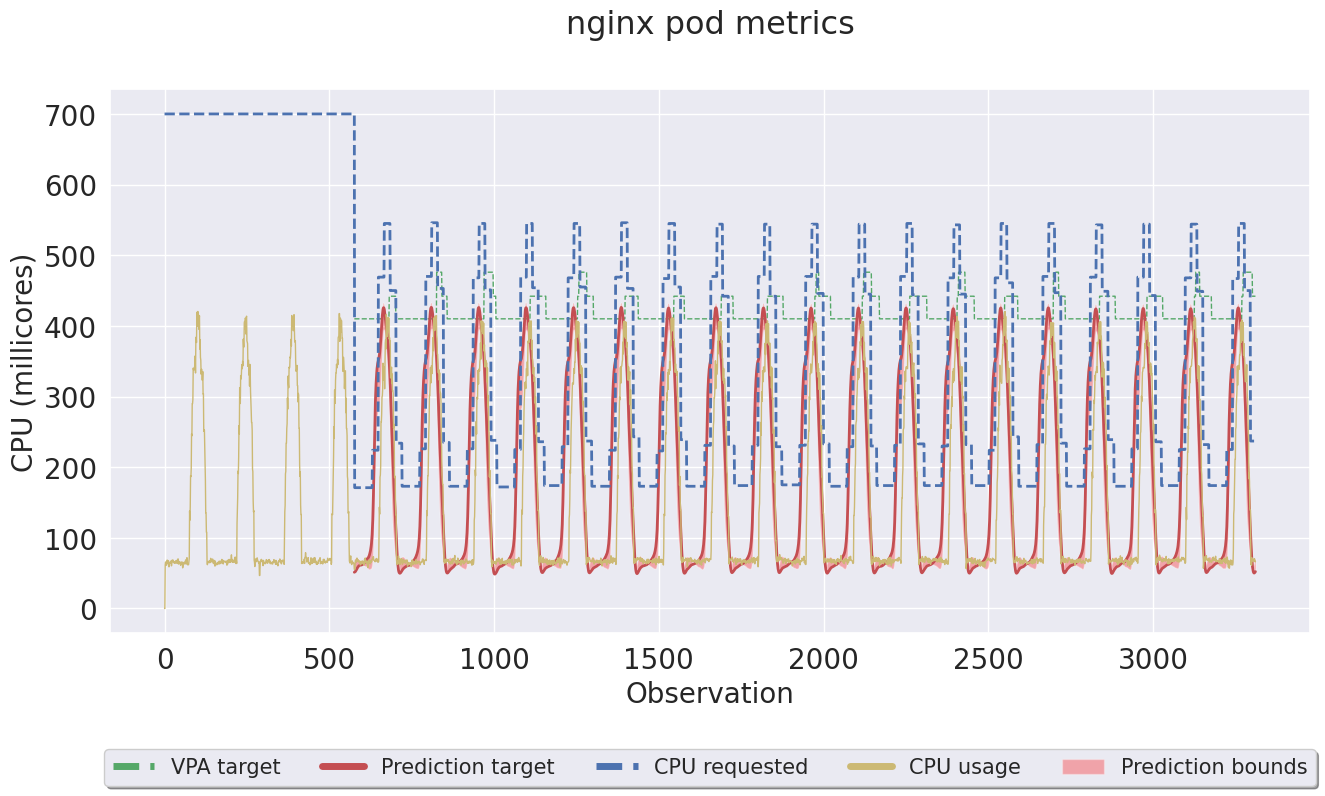 nginx pod metrics
CPU (millicores)
700
600
500
400
300
200
100
0
0 500 1000 1500 2000 2500 3000
Observation
VPA target Prediction target CPU requested CPU usage Prediction bounds